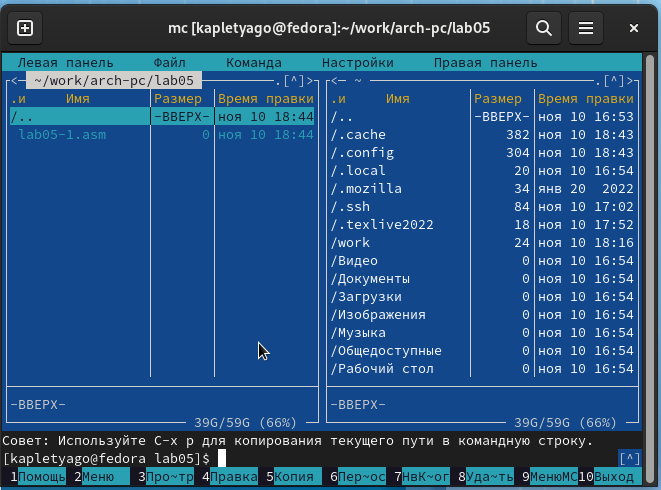 mc [kapletyago@fedora]:~/work/arch-pc/lab05
Левая панель Файл Команда Настройки Правая панель
<— ~/work/arch-pc/lab05 .[^]> <— ~ .[^]>
.и Имя Размер Время правки .и Имя Размер Время правки
/.. -ВВЕРХ- ноя 10 18:44 /.. -ВВЕРХ- ноя 10 16:53
lab05-1.asm 0 ноя 10 18:44 /.cache 382 ноя 10 18:43
/.config 304 ноя 10 18:43
/.local 20 ноя 10 16:54
/.mozilla 34 янв 20 2022
/.ssh 84 ноя 10 17:02
/.texlive2022 18 ноя 10 17:52
/work 24 ноя 10 18:16
/Видео 0 ноя 10 16:54
/Документы 0 ноя 10 16:54
/Загрузки 0 ноя 10 16:54
/Изображения 0 ноя 10 16:54
/Музыка 0 ноя 10 16:54
/Общедоступные 0 ноя 10 16:54
/Рабочий стол 0 ноя 10 16:54
-ВВЕРХ- -ВВЕРХ-
39G/59G (66%) 39G/59G (66%)
Совет: Используйте C-x p для копирования текущего пути в командную строку.
[kapletyago@fedora lab05]$ [^]
1Помощь 2Меню 3Про~тр 4Правка 5Копия 6Пер~ос 7НвК~ог 8Уда~ть 9МенюMC 10Выход